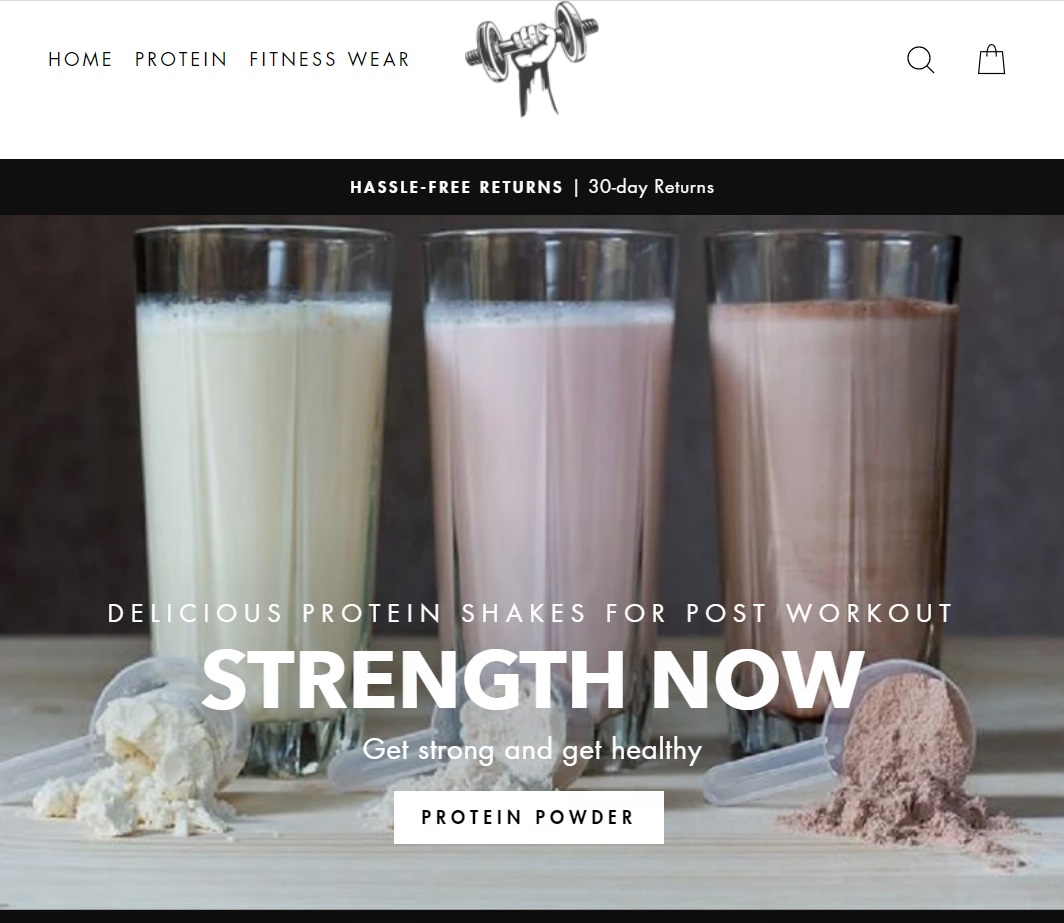 HOME PROTEIN FITNESS WEAR
HASSLE-FREE RETURNS | 30-day Returns
DELICIOUS PROTEIN SHAKES FOR POST WORKOUT
STRENGTH NOW
Get strong and get healthy
PROTEIN POWDER